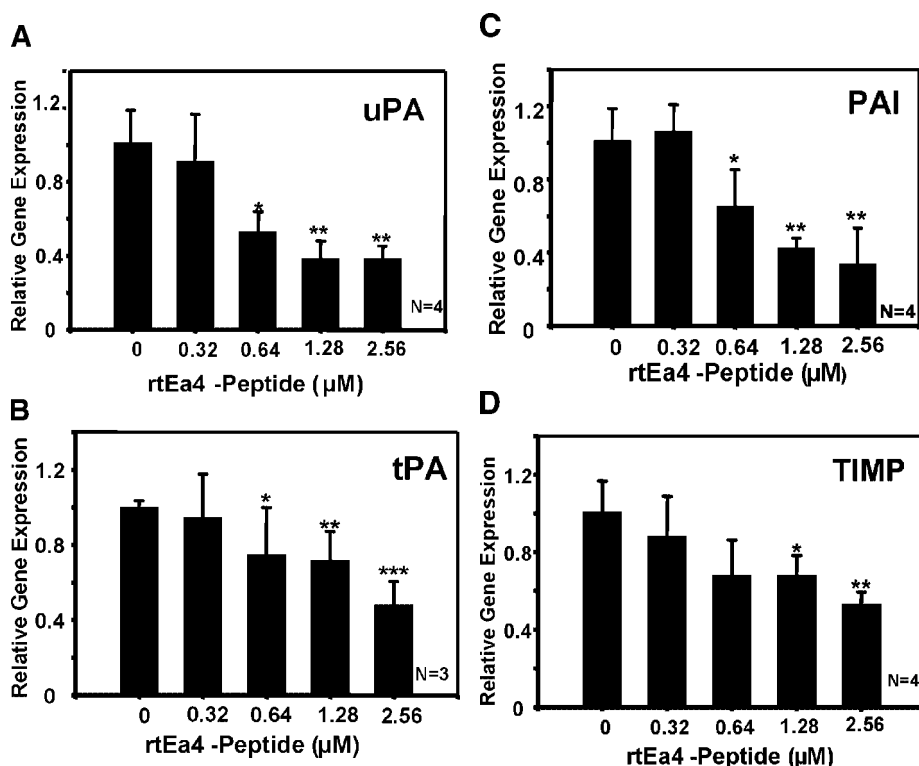 A
Relative Gene Expression
1.2
0.8
0.4
0
uPA
*
**
**
N=4
0 0.32 0.64 1.28 2.56
rtEa4 -Peptide (µM)
B
Relative Gene Expression
1.2
0.8
0.4
0
tPA
*
**
***
N=3
0 0.32 0.64 1.28 2.56
rtEa4 -Peptide (µM)
C
Relative Gene Expression
1.2
0.8
0.4
0
PAI
*
**
**
N=4
0 0.32 0.64 1.28 2.56
rtEa4 -Peptide (µM)
D
Relative Gene Expression
1.2
0.8
0.4
0
TIMP
*
**
N=4
0 0.32 0.64 1.28 2.56
rtEa4 -Peptide (µM)